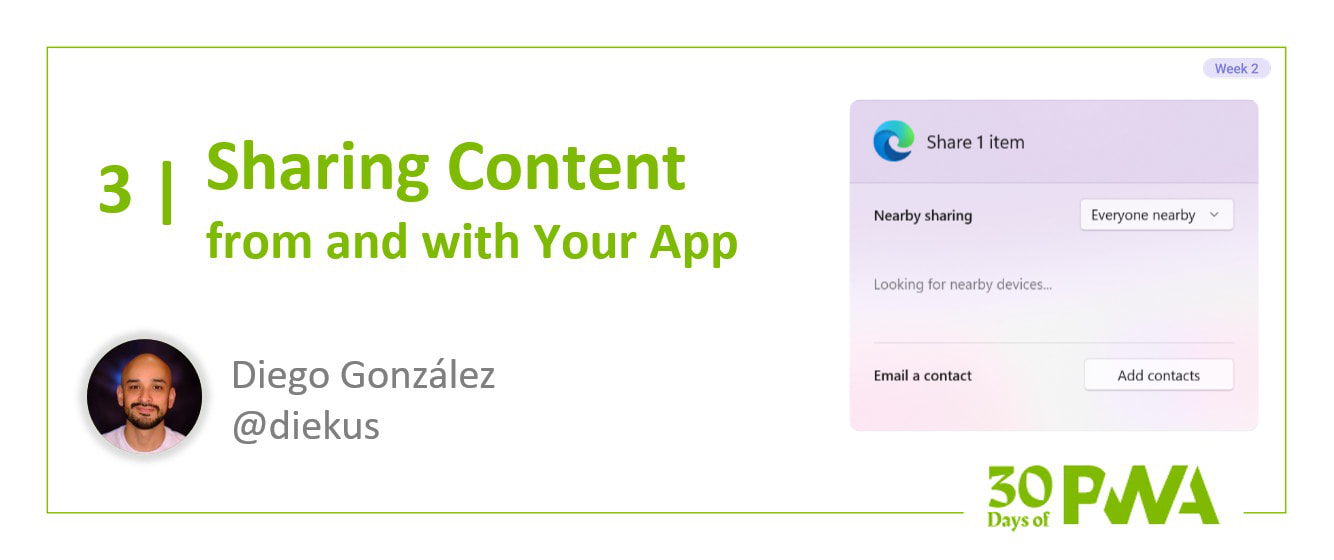 Week 2
3 | Sharing Content
from and with Your App
Diego González
@diekus
Share 1 item
Nearby sharing
Everyone nearby
Looking for nearby devices...
Email a contact
Add contacts
30
Days of
PWA